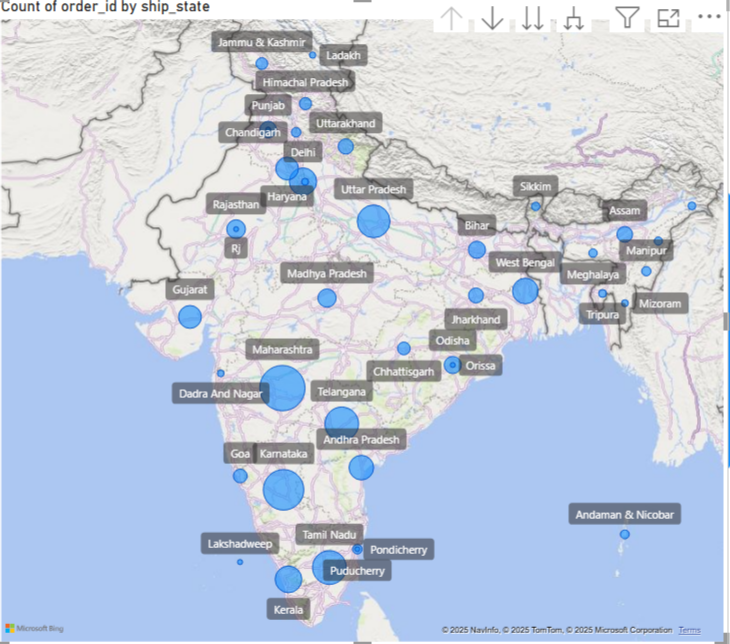 Count of order_id by ship_state
Jammu & Kashmir
Ladakh
Himachal Pradesh
Punjab
Uttarakhand
Chandigarh
Delhi
Haryana
Uttar Pradesh
Sikkim
Rajasthan
Assam
Bihar
Rj
Manipur
West Bengal
Madhya Pradesh
Meghalaya
Gujarat
Mizoram
Tripura
Jharkhand
Odisha
Maharashtra
Orissa
Chhattisgarh
Dadra And Nagar
Telangana
Andhra Pradesh
Goa
Karnataka
Andaman & Nicobar
Tamil Nadu
Lakshadweep
Pondicherry
Puducherry
Kerala
Microsoft Bing
© 2025 NavInfo, © 2025 TomTom, © 2025 Microsoft Corporation Terms